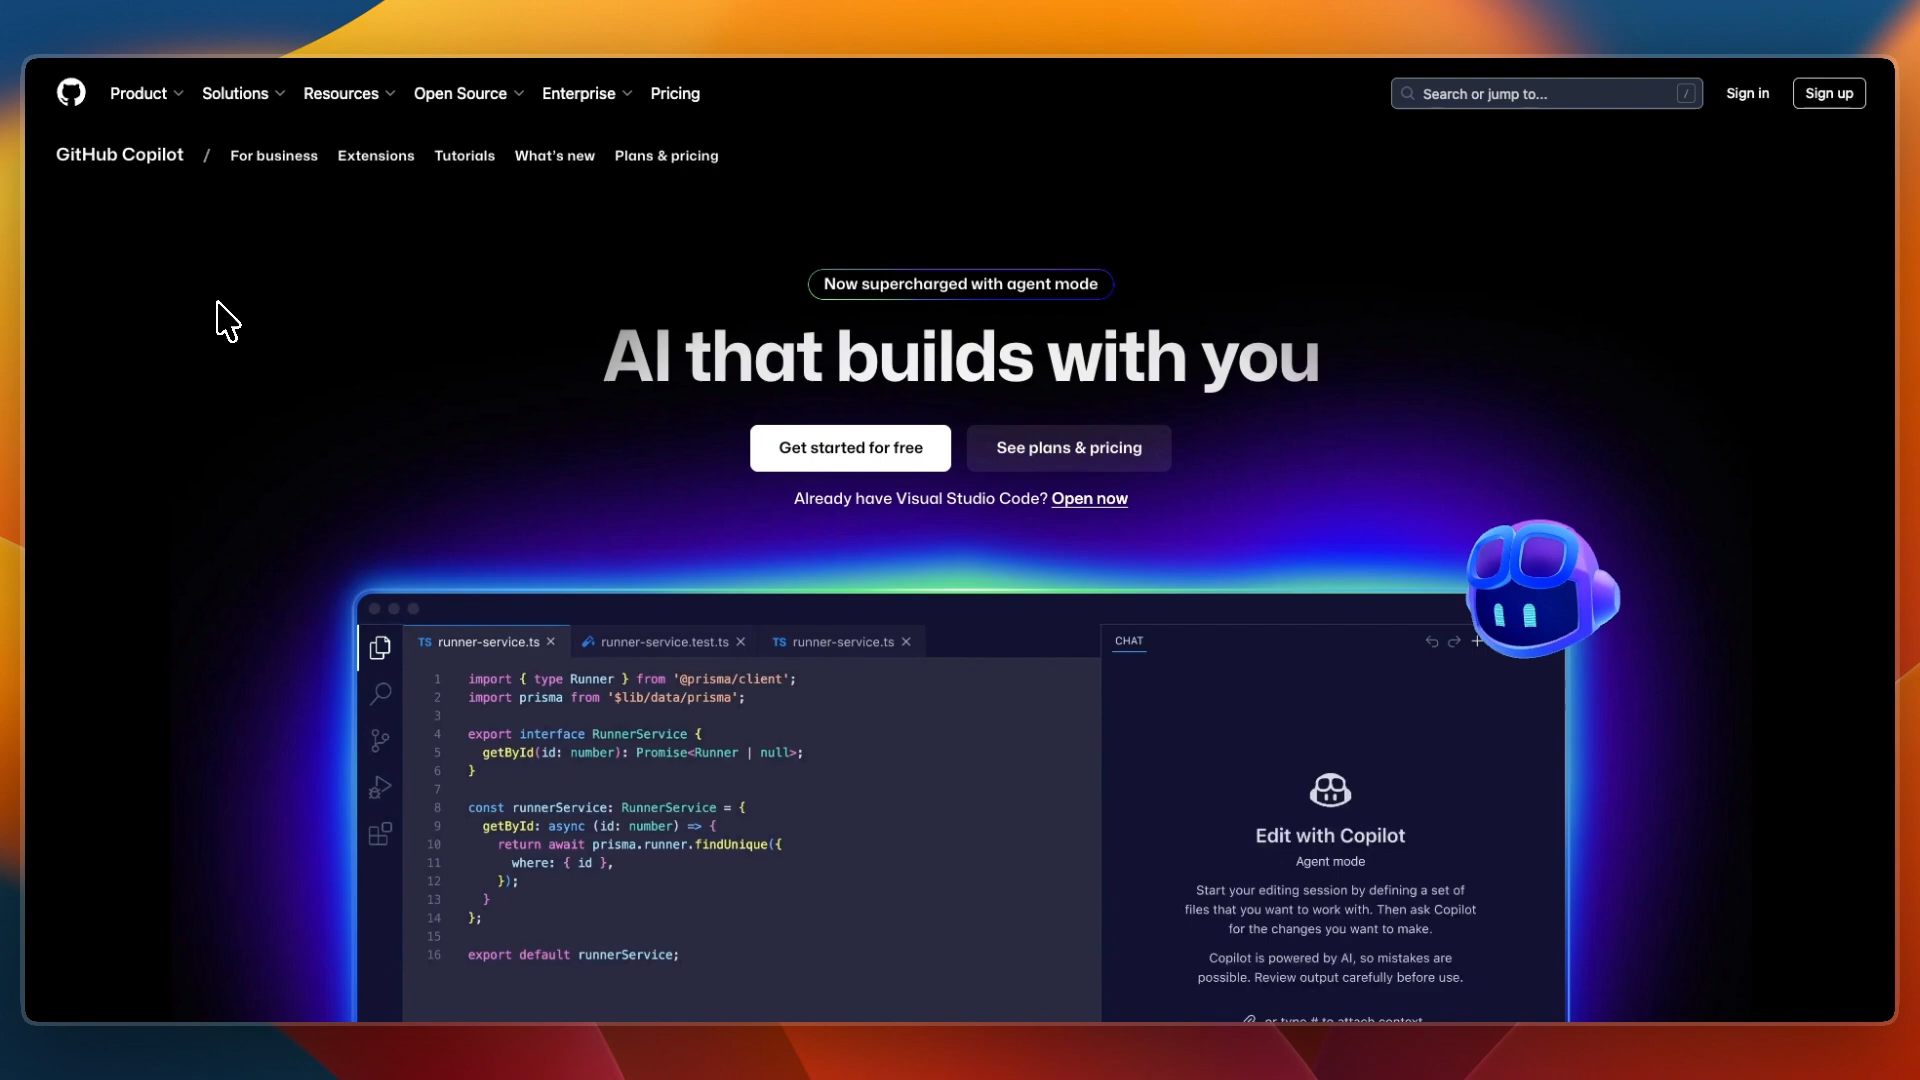 Product Solutions Resources Open Source Enterprise Pricing
Search or jump to... / Sign in Sign up
GitHub Copilot / For business Extensions Tutorials What's new Plans & pricing
Now supercharged with agent mode
AI that builds with you
Get started for free See plans & pricing
Already have Visual Studio Code? Open now
TS runner-service.ts × runner-service.test.ts × TS runner-service.ts ×
CHAT
1 import { type Runner } from '@prisma/client';
2 import prisma from '$lib/data/prisma';
3
4 export interface RunnerService {
5 getById(id: number): Promise<Runner | null>;
6 }
7
8 const runnerService: RunnerService = {
9 getById: async (id: number) => {
10 return await prisma.runner.findUnique({
11 where: { id },
12 });
13 }
14 };
15
16 export default runnerService;
Edit with Copilot
Agent mode
Start your editing session by defining a set of
files that you want to work with. Then ask Copilot
for the changes you want to make.
Copilot is powered by AI, so mistakes are
possible. Review output carefully before use.
or type # to attach context